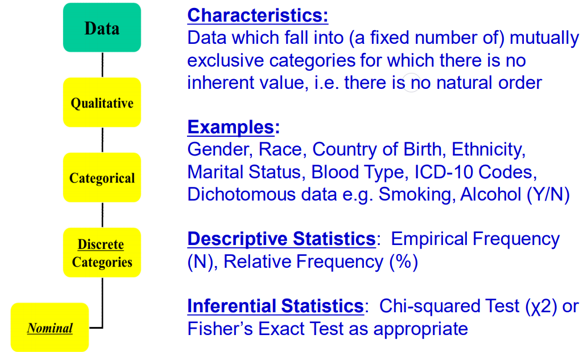 Data
Qualitative
Categorical
Discrete
Categories
Nominal
Characteristics:
Data which fall into (a fixed number of) mutually
exclusive categories for which there is no
inherent value, i.e. there is no natural order
Examples:
Gender, Race, Country of Birth, Ethnicity,
Marital Status, Blood Type, ICD-10 Codes,
Dichotomous data e.g. Smoking, Alcohol (Y/N)
Descriptive Statistics: Empirical Frequency
(N), Relative Frequency (%)
Inferential Statistics: Chi-squared Test (χ2) or
Fisher's Exact Test as appropriate